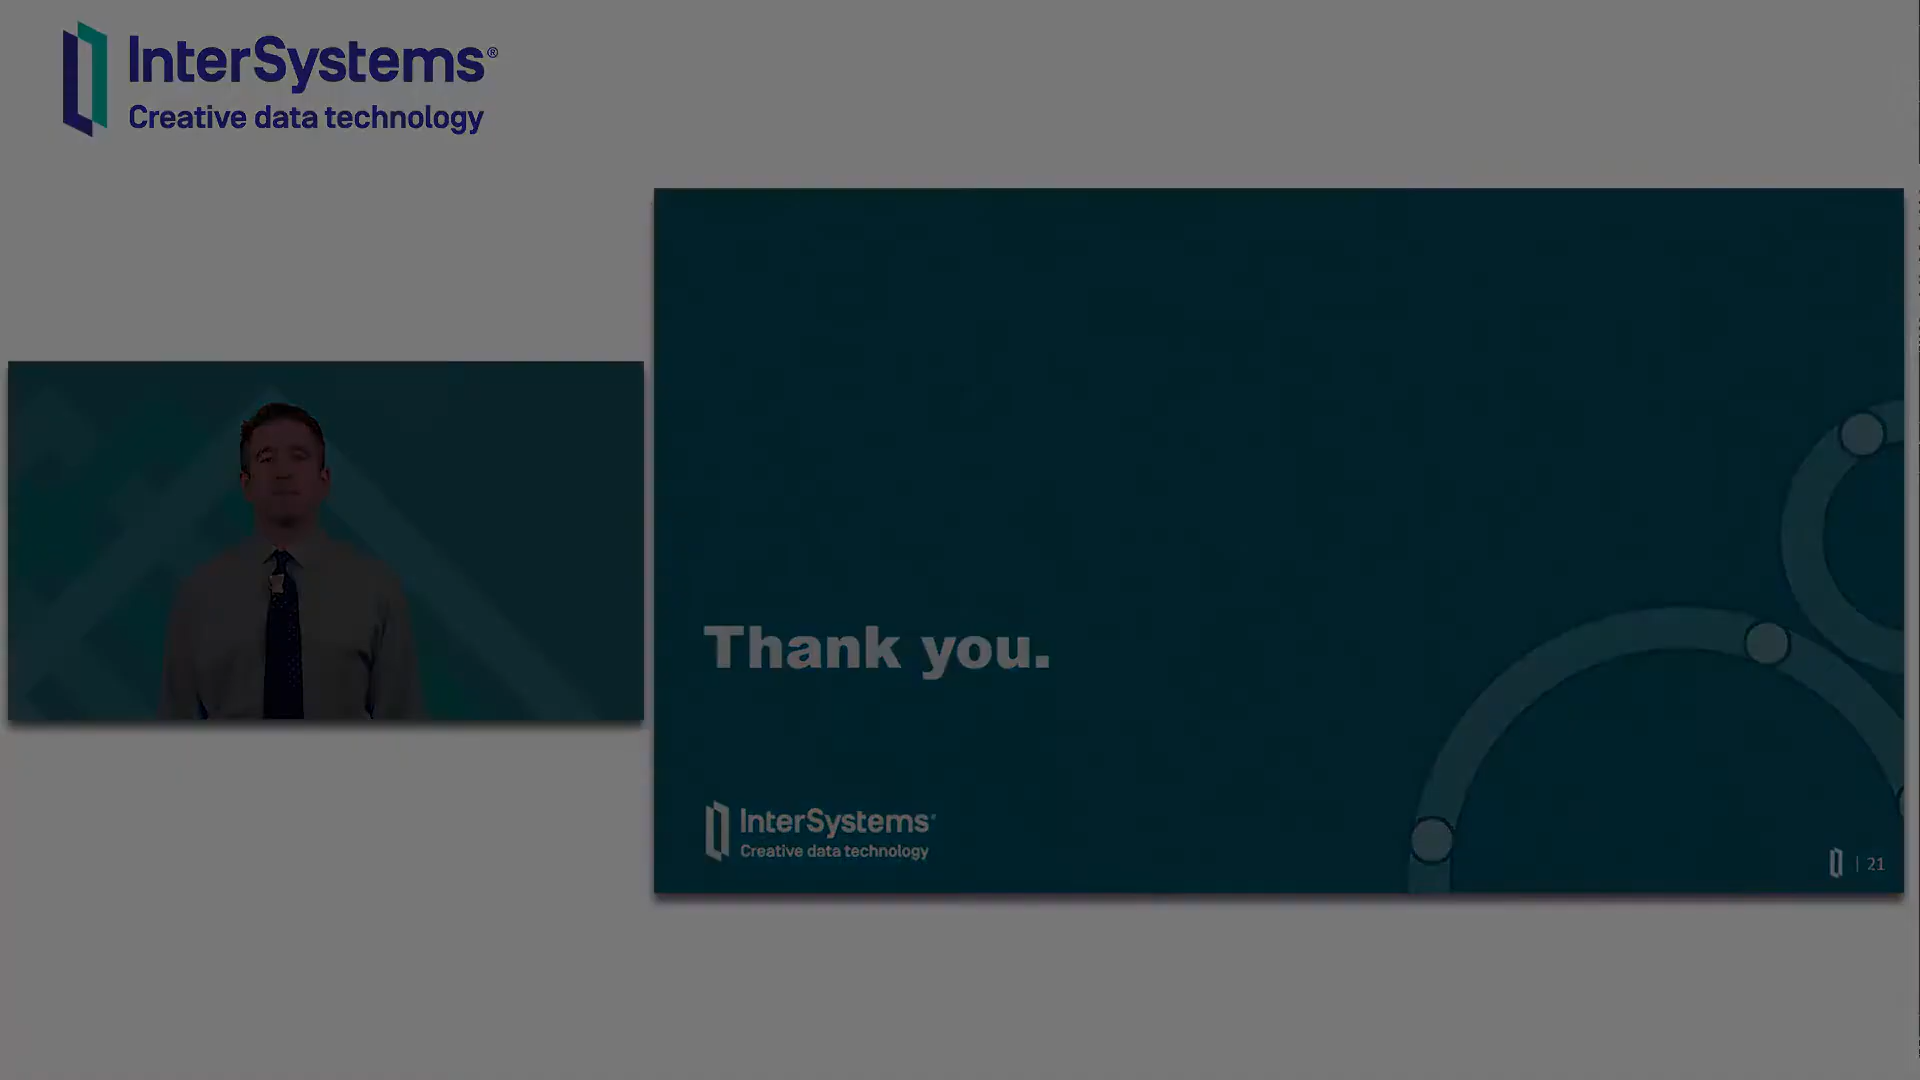 InterSystems®
Creative data technology
Thank you.
InterSystems®
Creative data technology
| 21